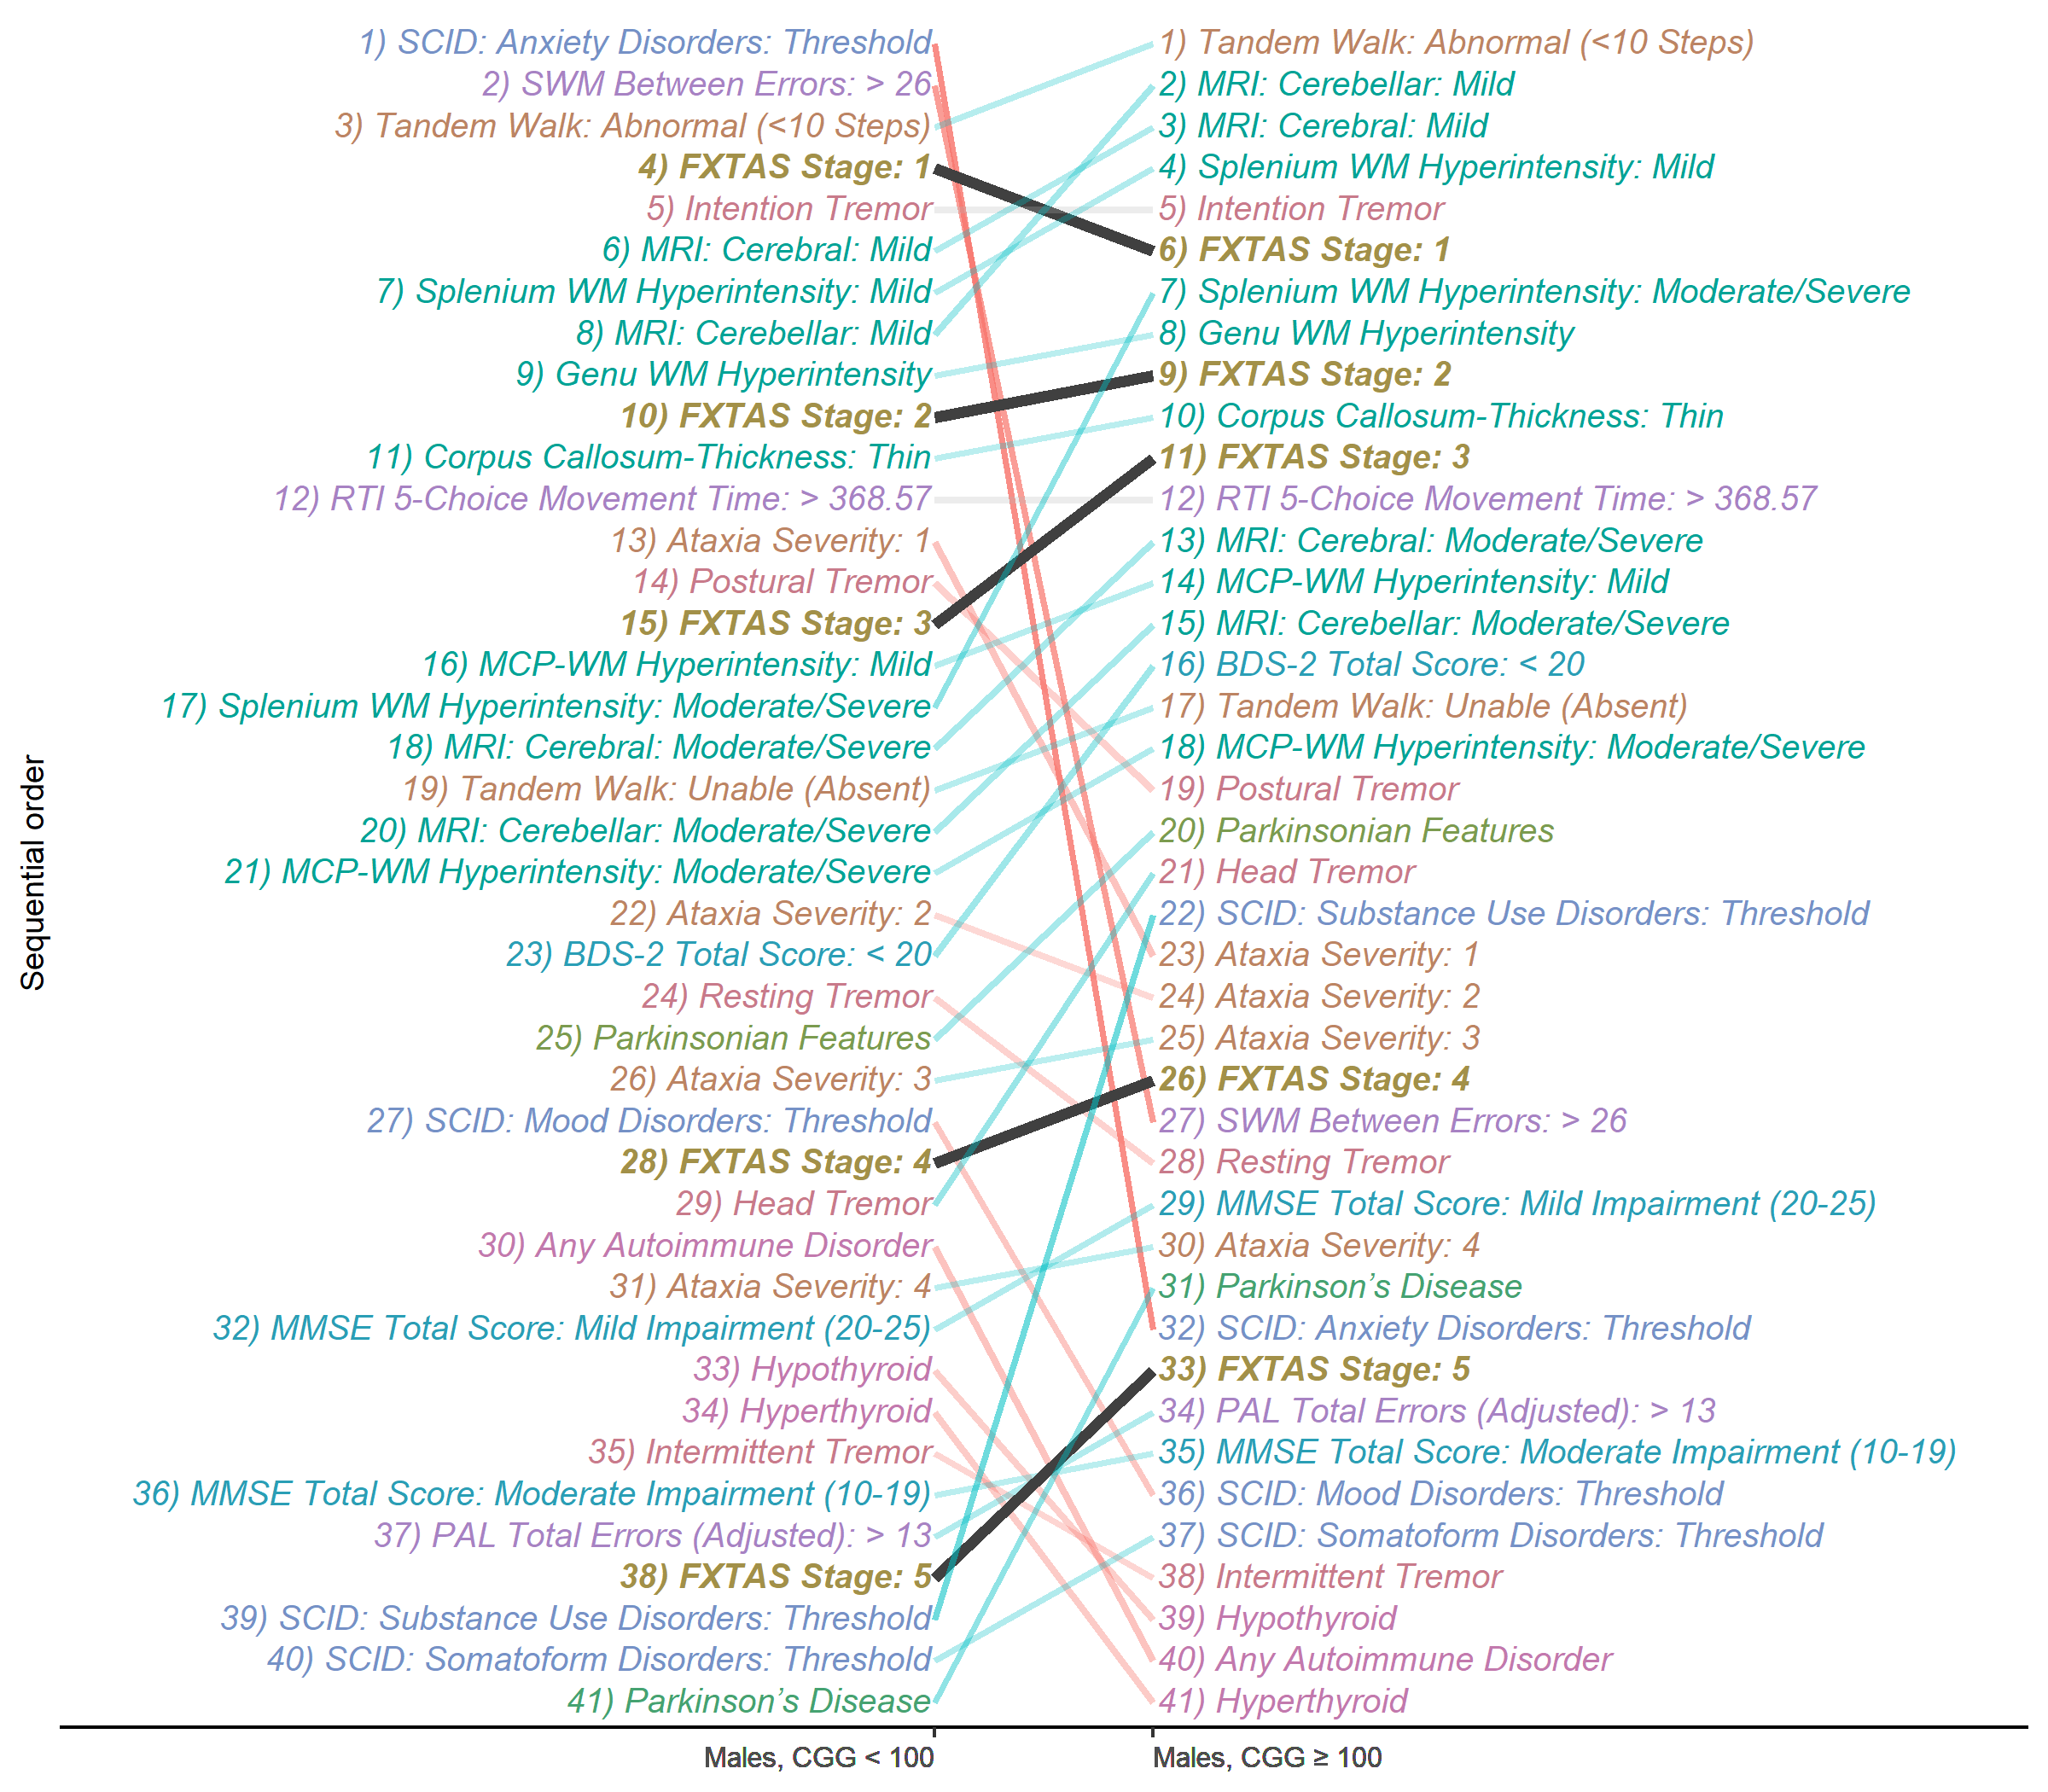 1) SCID: Anxiety Disorders: Threshold
2) SWM Between Errors: > 26
3) Tandem Walk: Abnormal (<10 Steps)
4) FXTAS Stage: 1
5) Intention Tremor
6) MRI: Cerebral: Mild
7) Splenium WM Hyperintensity: Mild
8) MRI: Cerebellar: Mild
9) Genu WM Hyperintensity
10) FXTAS Stage: 2
11) Corpus Callosum-Thickness: Thin
12) RTI 5-Choice Movement Time: > 368.57
13) Ataxia Severity: 1
14) Postural Tremor
15) FXTAS Stage: 3
16) MCP-WM Hyperintensity: Mild
17) Splenium WM Hyperintensity: Moderate/Severe
18) MRI: Cerebral: Moderate/Severe
19) Tandem Walk: Unable (Absent)
20) MRI: Cerebellar: Moderate/Severe
21) MCP-WM Hyperintensity: Moderate/Severe
22) Ataxia Severity: 2
23) BDS-2 Total Score: < 20
24) Resting Tremor
25) Parkinsonian Features
26) Ataxia Severity: 3
27) SCID: Mood Disorders: Threshold
28) FXTAS Stage: 4
29) Head Tremor
30) Any Autoimmune Disorder
31) Ataxia Severity: 4
32) MMSE Total Score: Mild Impairment (20-25)
33) Hypothyroid
34) Hyperthyroid
35) Intermittent Tremor
36) MMSE Total Score: Moderate Impairment (10-19)
37) PAL Total Errors (Adjusted): > 13
38) FXTAS Stage: 5
39) SCID: Substance Use Disorders: Threshold
40) SCID: Somatoform Disorders: Threshold
41) Parkinson’s Disease
1) Tandem Walk: Abnormal (<10 Steps)
2) MRI: Cerebellar: Mild
3) MRI: Cerebral: Mild
4) Splenium WM Hyperintensity: Mild
5) Intention Tremor
6) FXTAS Stage: 1
7) Splenium WM Hyperintensity: Moderate/Severe
8) Genu WM Hyperintensity
9) FXTAS Stage: 2
10) Corpus Callosum-Thickness: Thin
11) FXTAS Stage: 3
12) RTI 5-Choice Movement Time: > 368.57
13) MRI: Cerebral: Moderate/Severe
14) MCP-WM Hyperintensity: Mild
15) MRI: Cerebellar: Moderate/Severe
16) BDS-2 Total Score: < 20
17) Tandem Walk: Unable (Absent)
18) MCP-WM Hyperintensity: Moderate/Severe
19) Postural Tremor
20) Parkinsonian Features
21) Head Tremor
22) SCID: Substance Use Disorders: Threshold
23) Ataxia Severity: 1
24) Ataxia Severity: 2
25) Ataxia Severity: 3
26) FXTAS Stage: 4
27) SWM Between Errors: > 26
28) Resting Tremor
29) MMSE Total Score: Mild Impairment (20-25)
30) Ataxia Severity: 4
31) Parkinson’s Disease
32) SCID: Anxiety Disorders: Threshold
33) FXTAS Stage: 5
34) PAL Total Errors (Adjusted): > 13
35) MMSE Total Score: Moderate Impairment (10-19)
36) SCID: Mood Disorders: Threshold
37) SCID: Somatoform Disorders: Threshold
38) Intermittent Tremor
39) Hypothyroid
40) Any Autoimmune Disorder
41) Hyperthyroid
Sequential order
Males, CGG < 100
Males, CGG ≥ 100